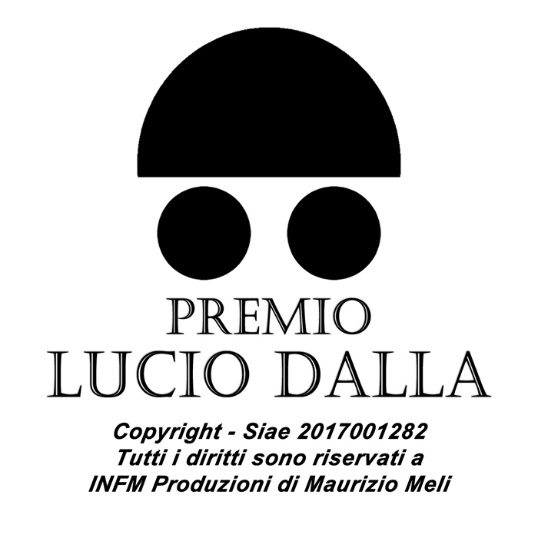 PREMIO
LUCIO DALLA
Copyright - Siae 2017001282
Tutti i diritti sono riservati a
INFM Produzioni di Maurizio Meli